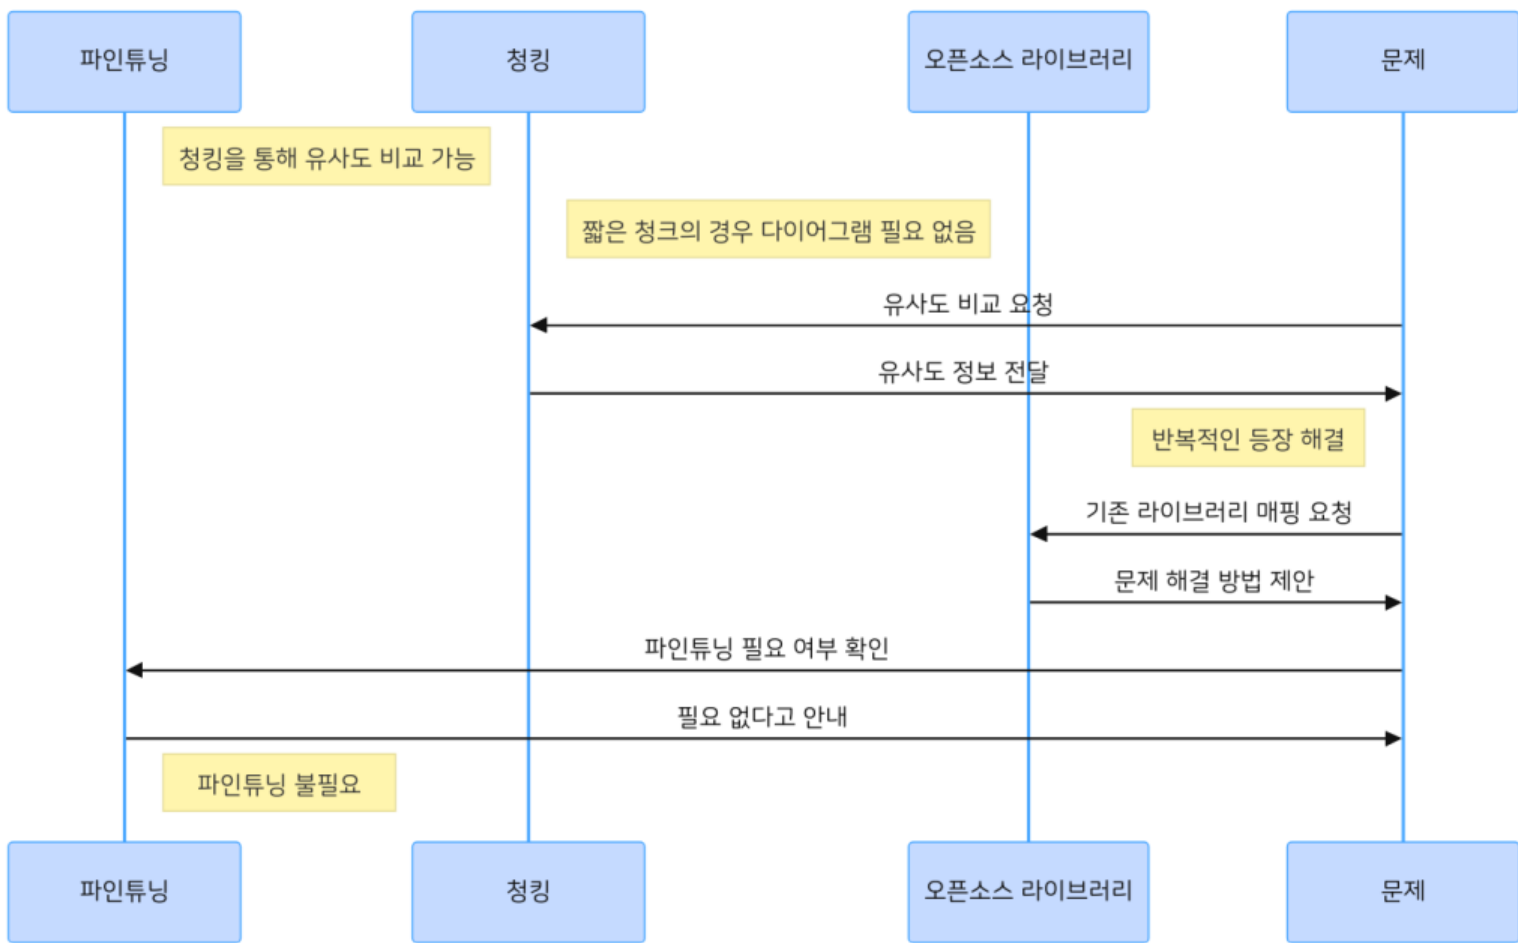 파인튜닝
청킹
오픈소스 라이브러리
문제
청킹을 통해 유사도 비교 가능
짧은 청크의 경우 다이어그램 필요 없음
유사도 비교 요청
유사도 정보 전달
반복적인 등장 해결
기존 라이브러리 매핑 요청
문제 해결 방법 제안
파인튜닝 필요 여부 확인
필요 없다고 안내
파인튜닝 불필요
파인튜닝
청킹
오픈소스 라이브러리
문제